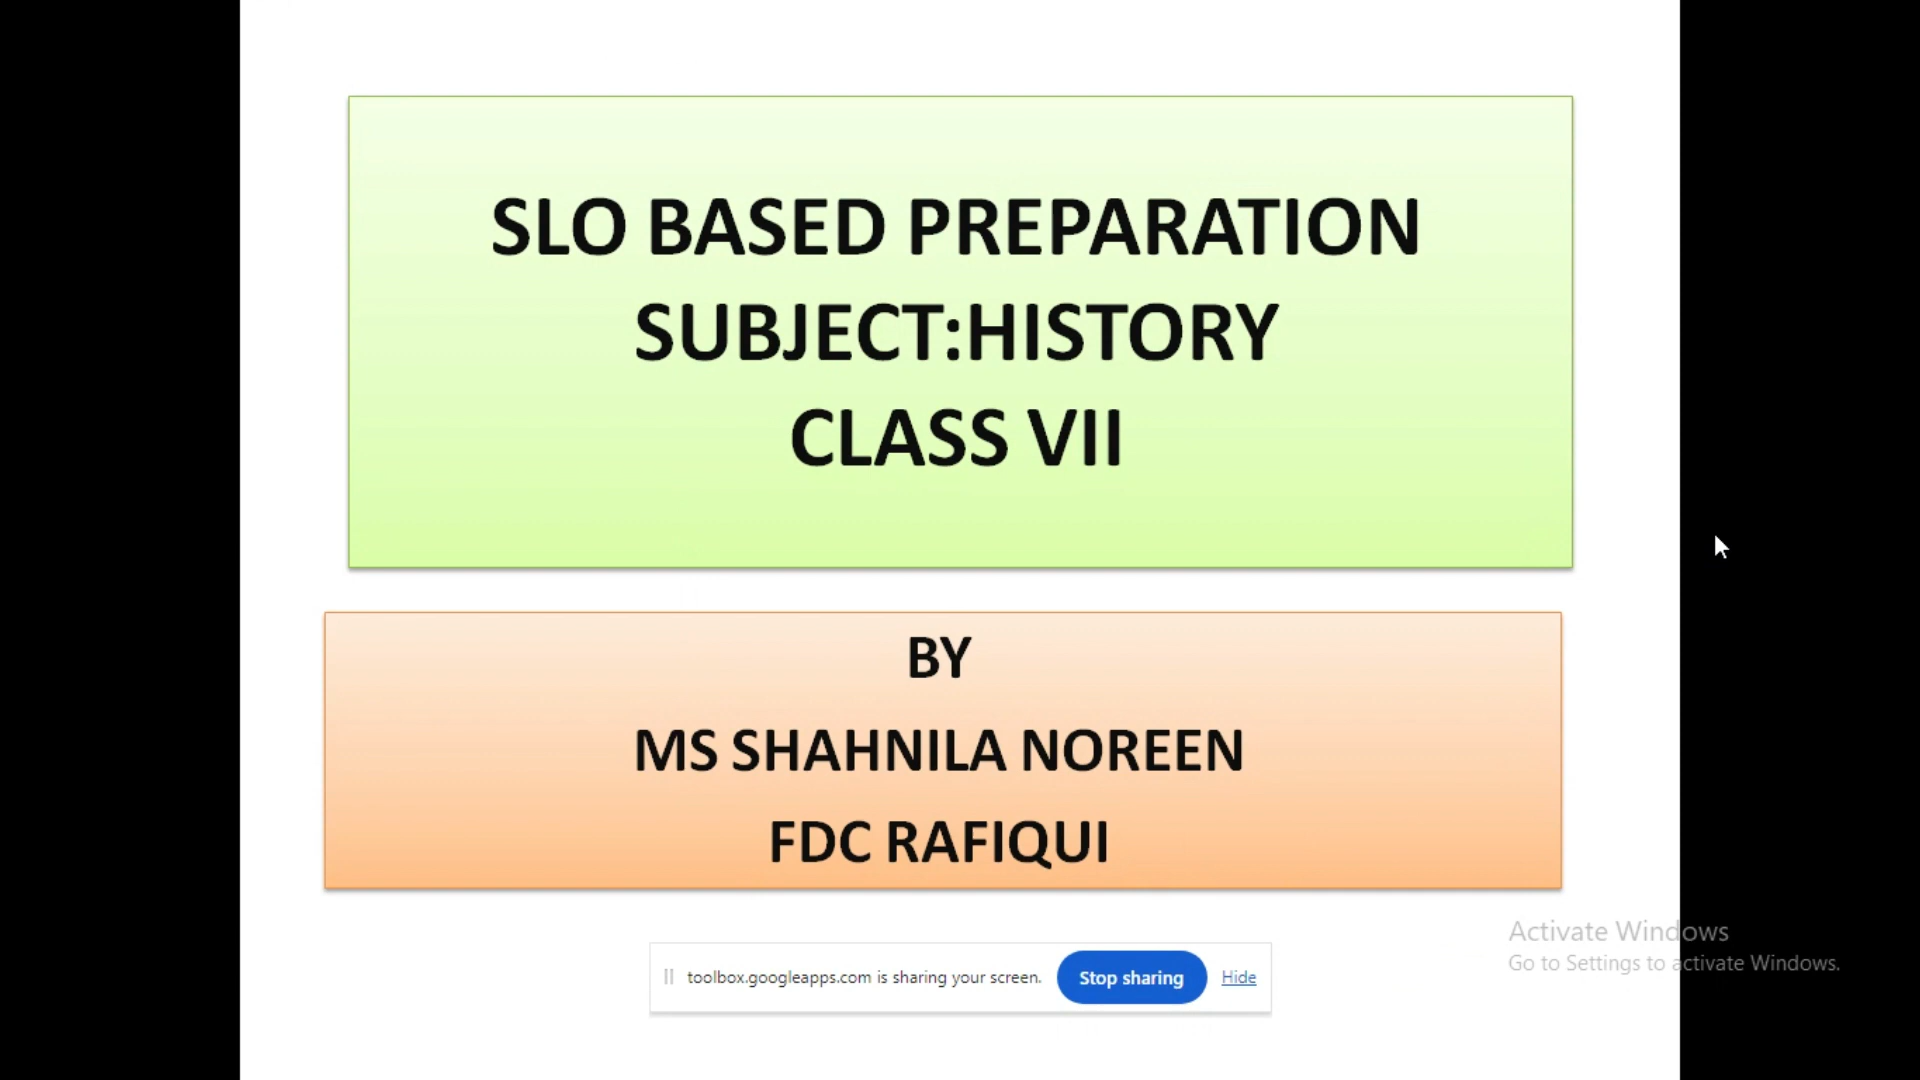 SLO BASED PREPARATION
SUBJECT:HISTORY
CLASS VII
BY
MS SHAHNILA NOREEN
FDC RAFIQUI
Activate Windows
Go to Settings to activate Windows.
toolbox.googleapps.com is sharing your screen. Stop sharing Hide